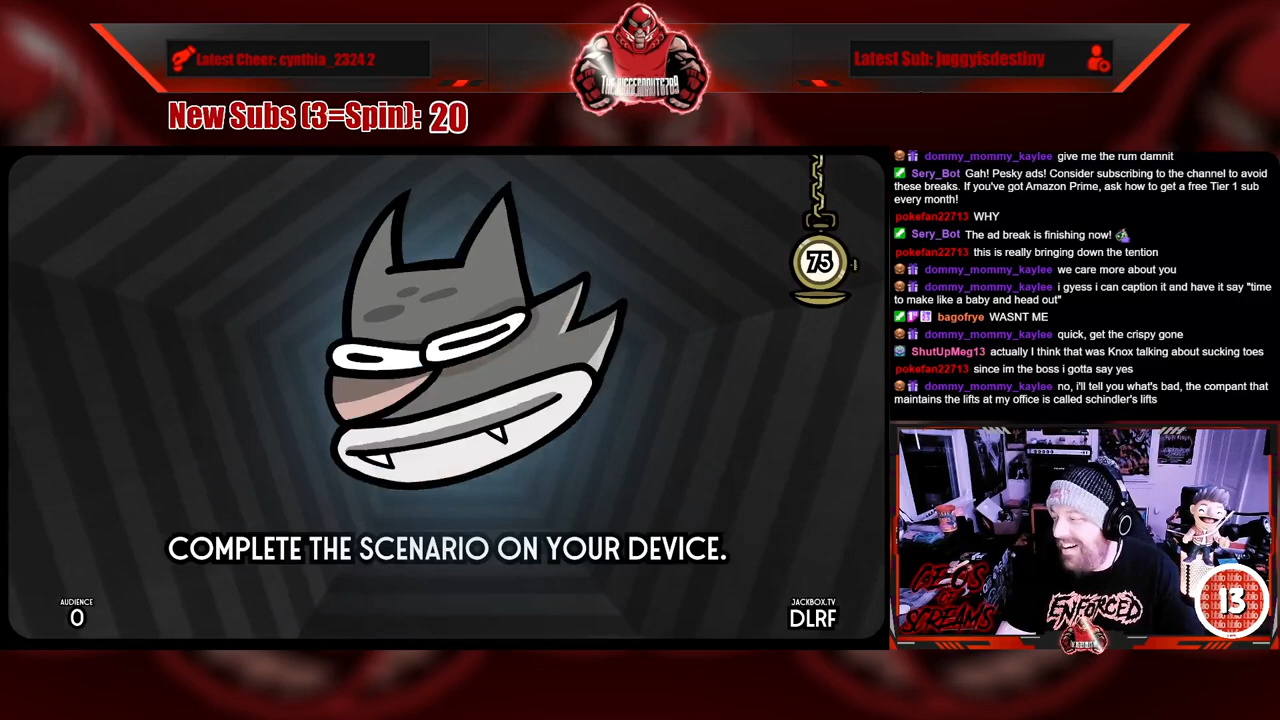 Latest Cheer: cynthia_2324 2
THEJUGGERNAUT6789
Latest Sub: juggyisdestiny
New Subs (3=Spin): 20
75
COMPLETE THE SCENARIO ON YOUR DEVICE.
AUDIENCE
0
JACKBOX.TV
DLRF
dommy_mommy_kaylee give me the rum damnit
Sery_Bot Gah! Pesky ads! Consider subscribing to the channel to avoid
these breaks. If you've got Amazon Prime, ask how to get a free Tier 1 sub
every month!
pokefan22713 WHY
Sery_Bot The ad break is finishing now!
pokefan22713 this is really bringing down the tention
dommy_mommy_kaylee we care more about you
dommy_mommy_kaylee i gyess i can caption it and have it say "time
to make like a baby and head out"
bagofrye WASNT ME
dommy_mommy_kaylee quick, get the crispy gone
ShutUpMeg13 actually I think that was Knox talking about sucking toes
pokefan22713 since im the boss i gotta say yes
dommy_mommy_kaylee no, i'll tell you what's bad, the compant that
maintains the lifts at my office is called schindler's lifts
ENFORCED
SCREAMS
13